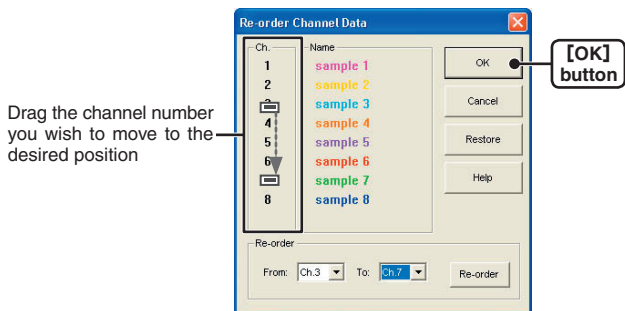 Re-order Channel Data
Ch.
Name
1 sample 1
2 sample 2
3 sample 3
4 sample 4
5 sample 5
6 sample 6
sample 7
8 sample 8
OK
Cancel
Restore
Help
[OK]
button
Drag the channel number
you wish to move to the
desired position
Re-order
From: Ch.3 To: Ch.7 Re-order